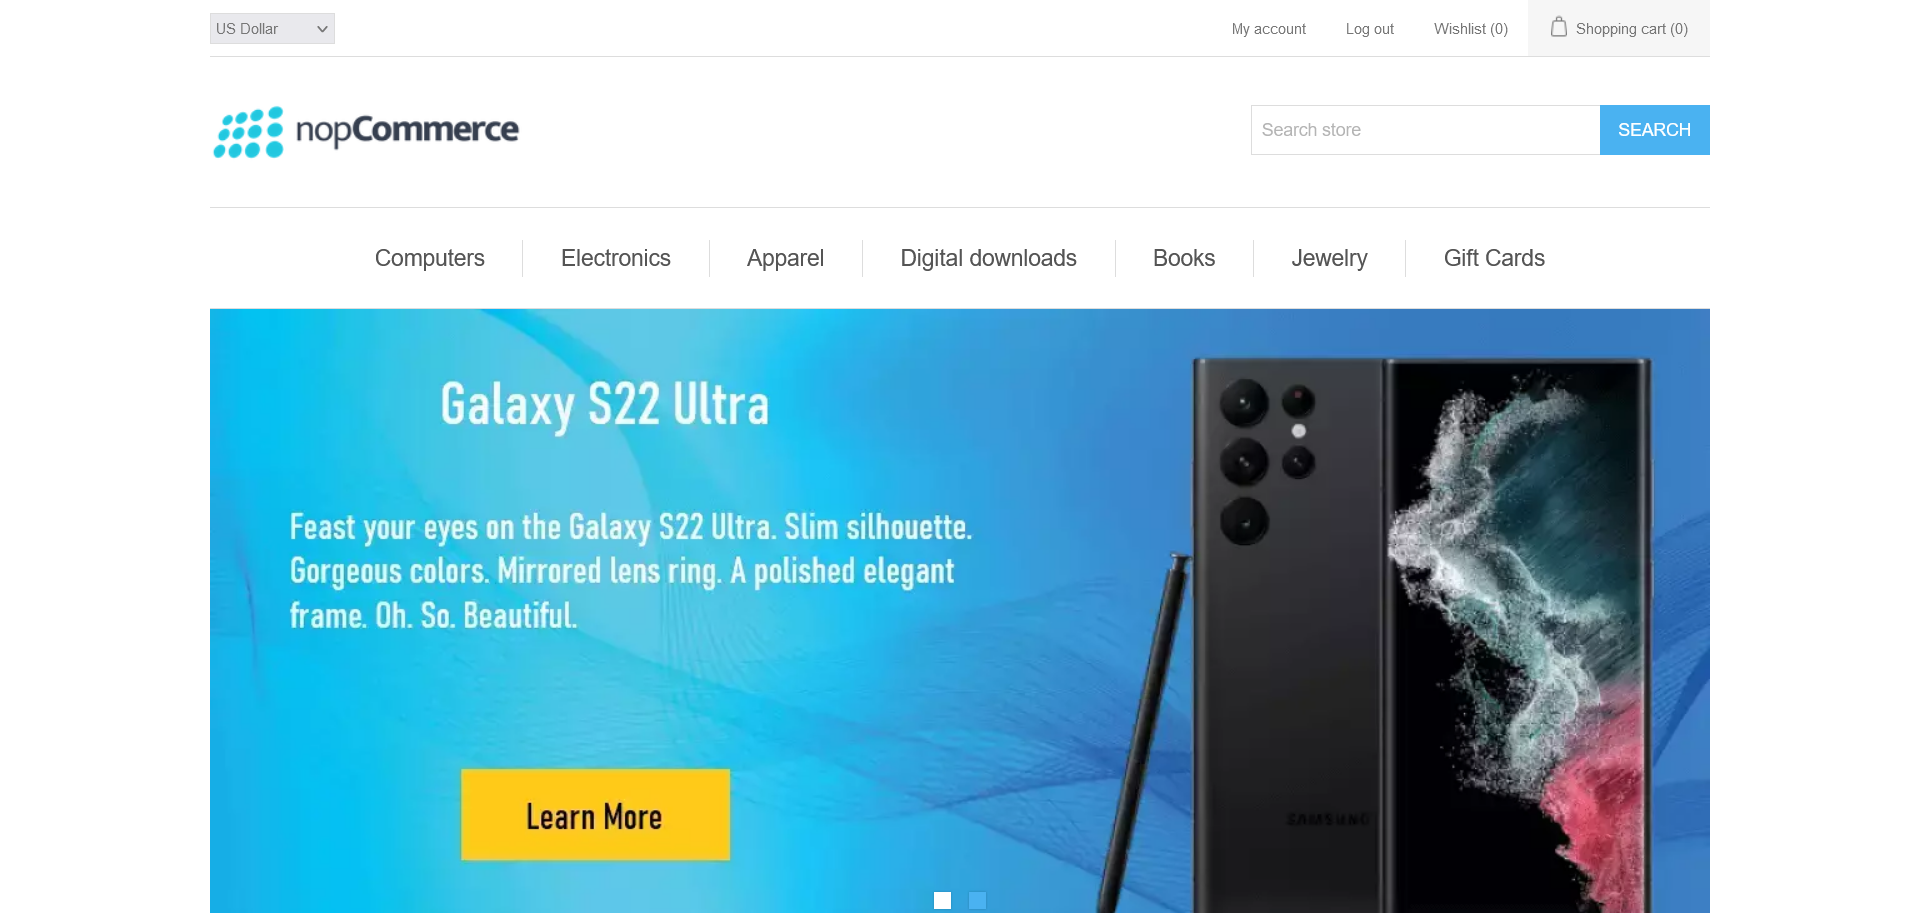 US Dollar
My account
Log out
Wishlist (0)
Shopping cart (0)
nopCommerce
Search store
SEARCH
Computers
Electronics
Apparel
Digital downloads
Books
Jewelry
Gift Cards
Galaxy S22 Ultra
Feast your eyes on the Galaxy S22 Ultra. Slim silhouette.
Gorgeous colors. Mirrored lens ring. A polished elegant
frame. Oh. So. Beautiful.
Learn More
SAMSUNG